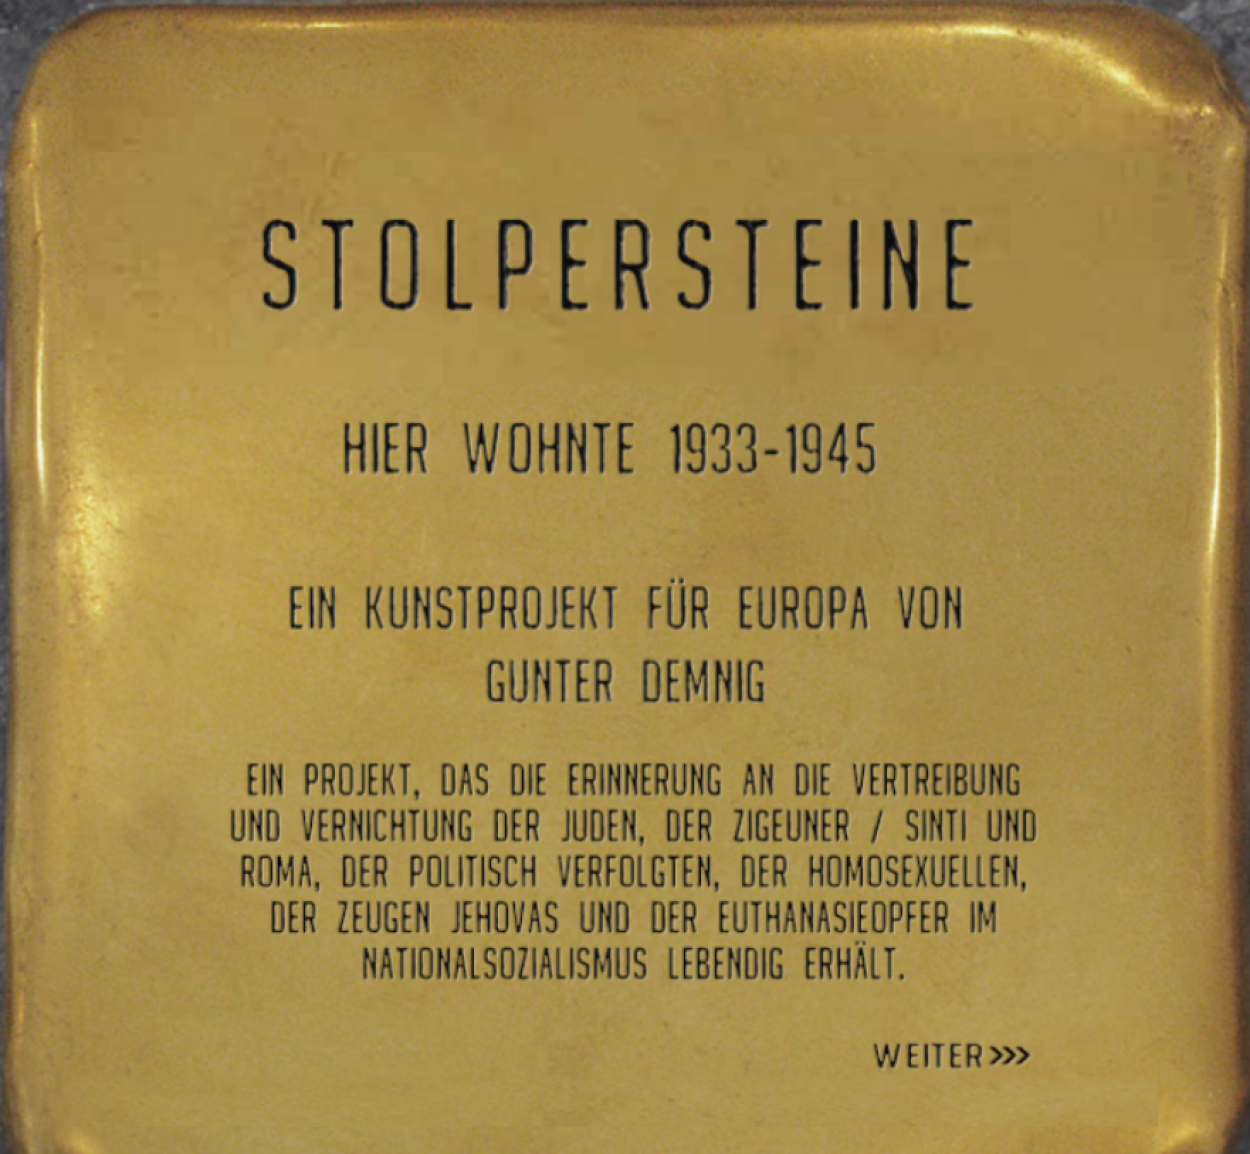 STOLPERSTEINE
HIER WOHNTE 1933-1945
EIN KUNSTPROJEKT FÜR EUROPA VON
GUNTER DEMNIG
EIN PROJEKT, DAS DIE ERINNERUNG AN DIE VERTREIBUNG
UND VERNICHTUNG DER JUDEN, DER ZIGEUNER / SINTI UND
ROMA, DER POLITISCH VERFOLGTEN, DER HOMOSEXUELLEN,
DER ZEUGEN JEHOVAS UND DER EUTHANASIEOPFER IM
NATIONALSOZIALISMUS LEBENDIG ERHÄLT.
WEITER>>>